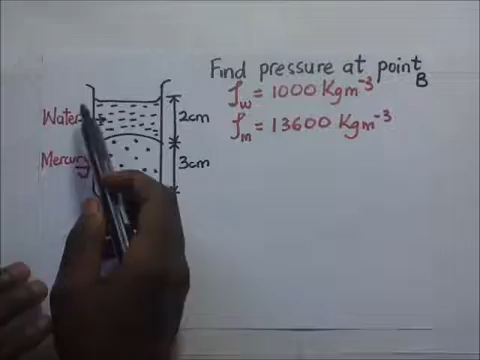 Find pressure at point B
ρw = 1000 Kgm⁻³
Water
2cm
ρm = 13600 Kgm⁻³
Mercury
3cm